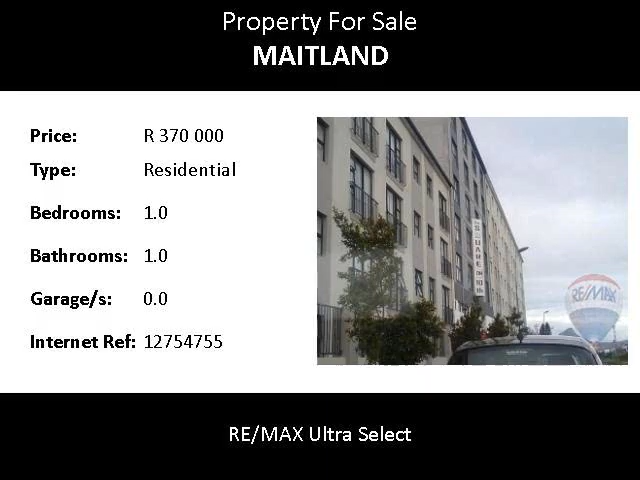 Property For Sale
MAITLAND
Price: R 370 000
Type: Residential
Bedrooms: 1.0
Bathrooms: 1.0
Garage/s: 0.0
Internet Ref: 12754755
SQUARE
RE/MAX
RE/MAX Ultra Select